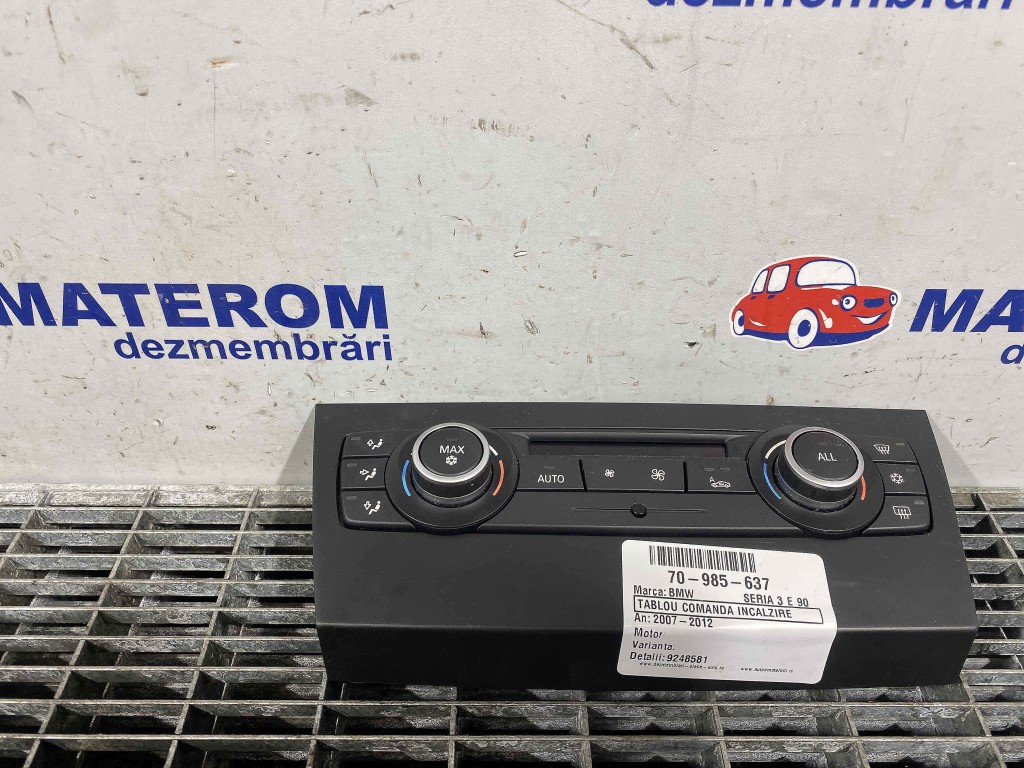 dezmembrări
MATEROM
dezmembrări
MA
d
MAX
AUTO
A
ALL
70-985-637
Marca: BMW SERIA 3 E 90
TABLOU COMANDA INCALZIRE
An: 2007-2012
Motor
Varianta.
Detalii: 9248581